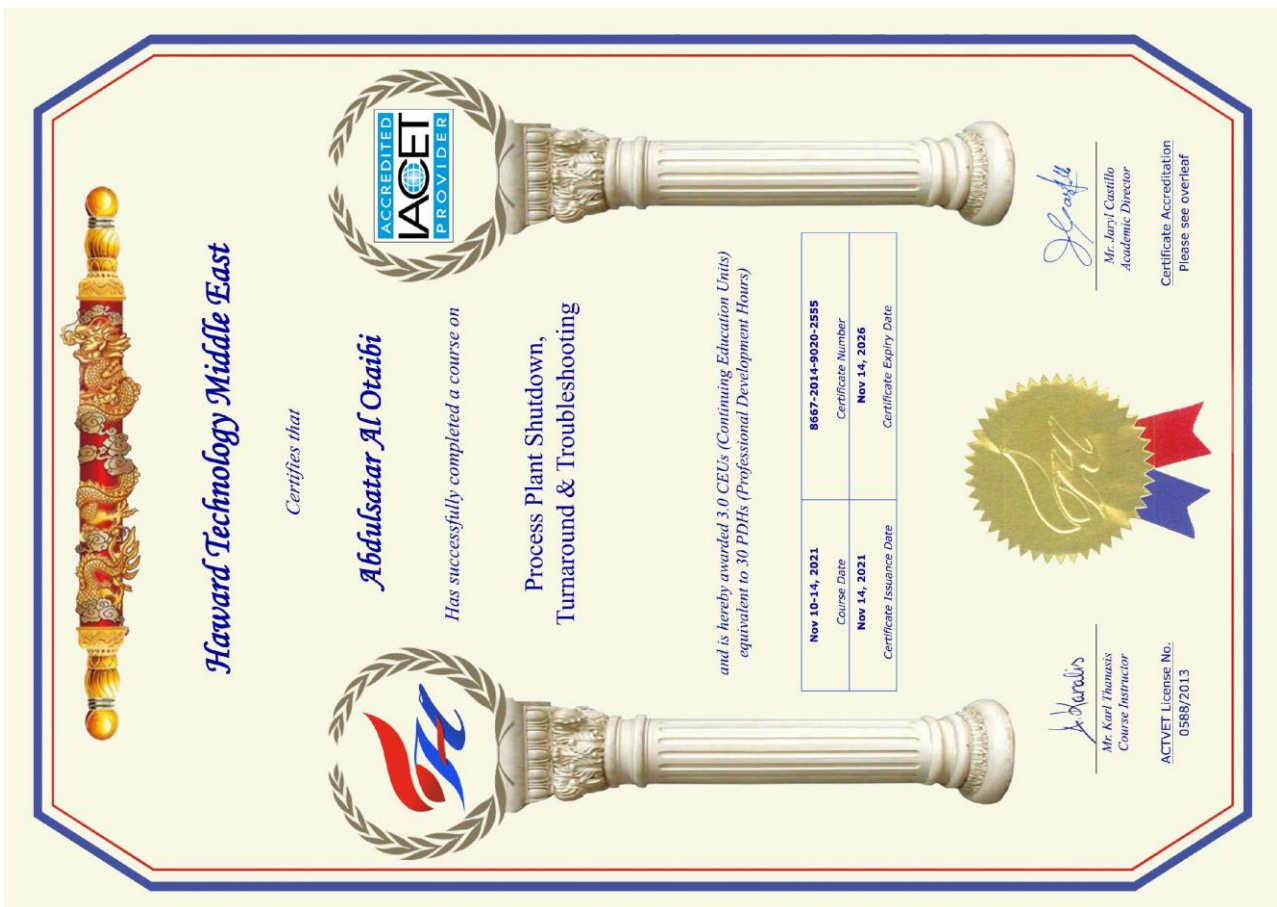 Haward Technology Middle East
Certifies that
ACCREDITED
IACET
PROVIDER
Abdulsatar Al Otaibi
Has successfully completed a course on
Process Plant Shutdown,
Turnaround & Troubleshooting
and is hereby awarded 3.0 CEUs (Continuing Education Units)
equivalent to 30 PDHs (Professional Development Hours)
Nov 10-14, 2021 8667-2014-9020-2555
Course Date Certificate Number
Nov 14, 2021 Nov 14, 2026
Certificate Issuance Date Certificate Expiry Date
Mr. Karl Thanasis
Course Instructor
ACTVET License No.
0588/2013
Mr. Jaryl Castillo
Academic Director
Certificate Accreditation
Please see overleaf